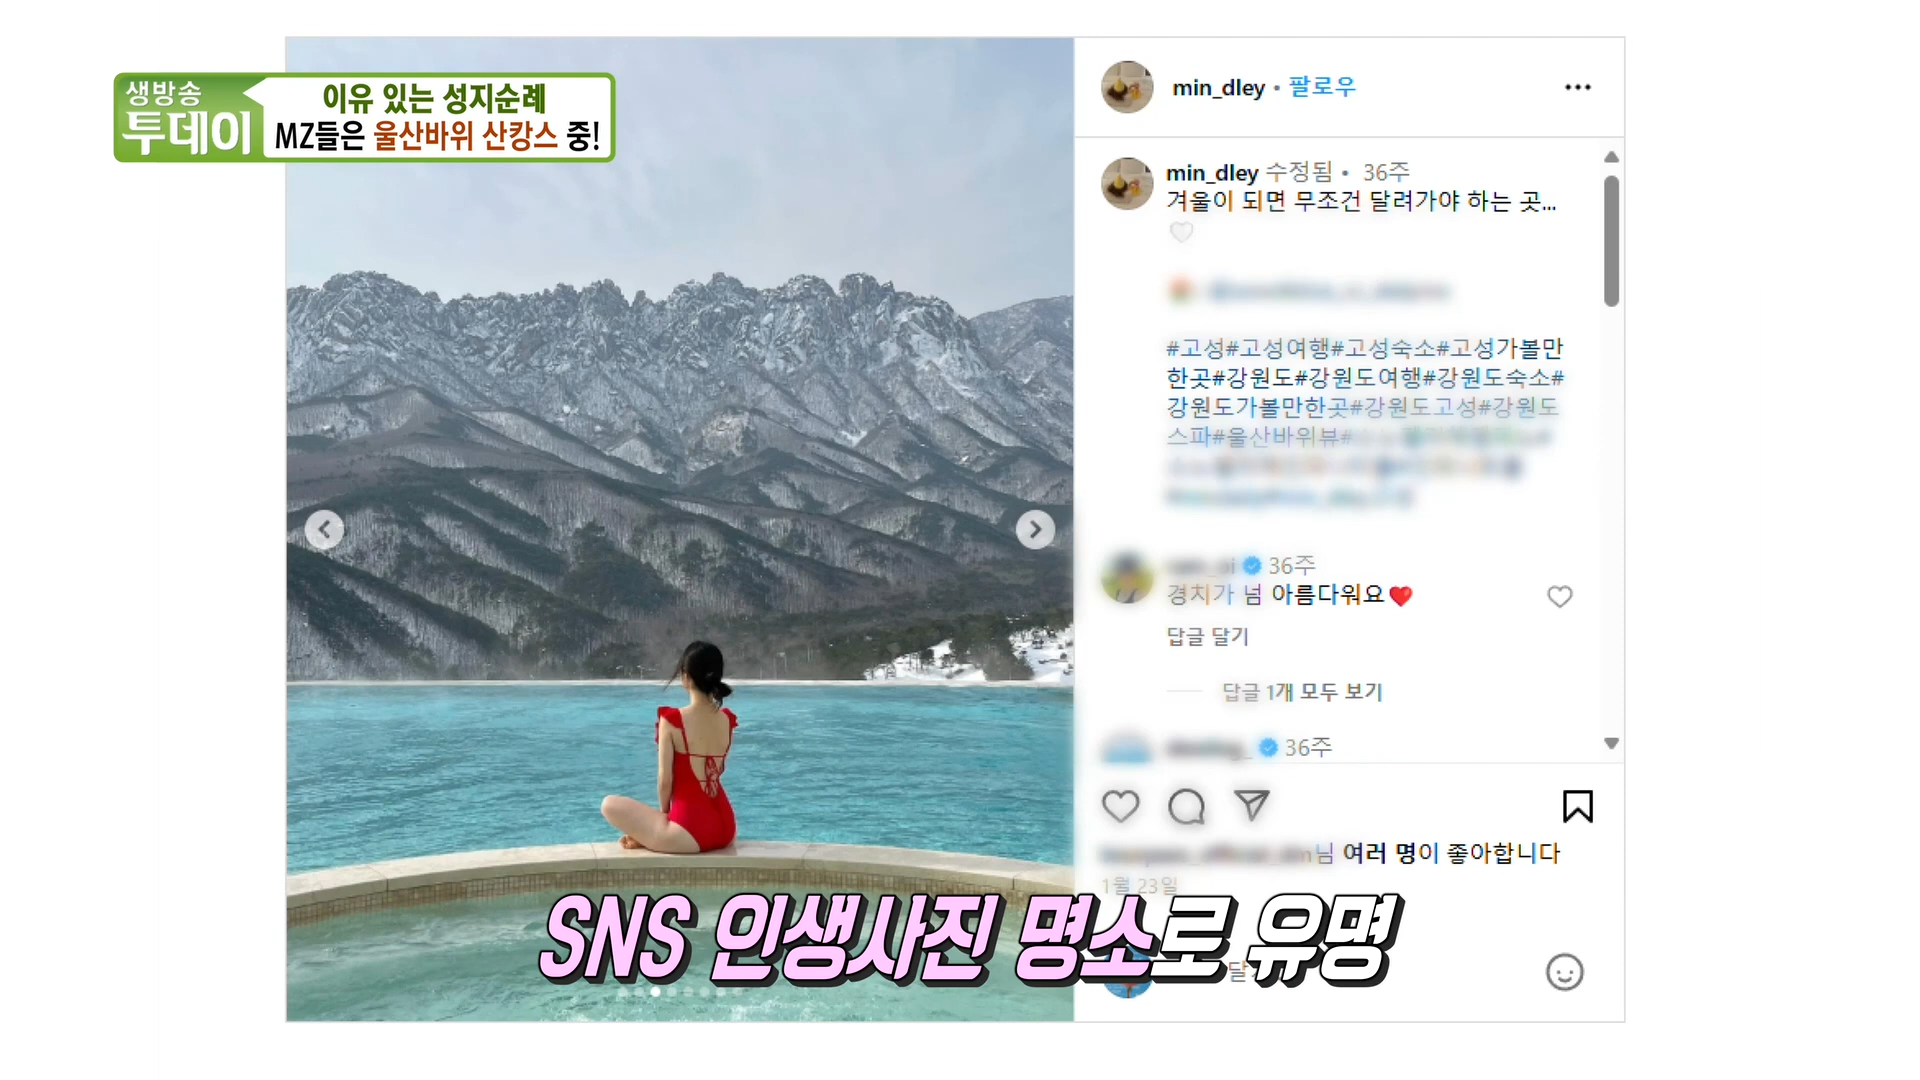 생방송
투데이
이유 있는 성지순례
MZ들은 울산바위 산캉스 중!
min_dley • 팔로우
min_dley 수정됨 • 36주
겨울이 되면 무조건 달려가야 하는 곳...
#고성#고성여행#고성숙소#고성가볼만
한곳#강원도#강원도여행#강원도숙소#
강원도가볼만한곳#강원도고성#강원도
스파#울산바위뷰#
36주
경치가 넘 아름다워요❤️
답글 달기
답글 1개 모두 보기
36주
님 여러 명이 좋아합니다
1월 23일
SNS 인생사진 명소로 유명